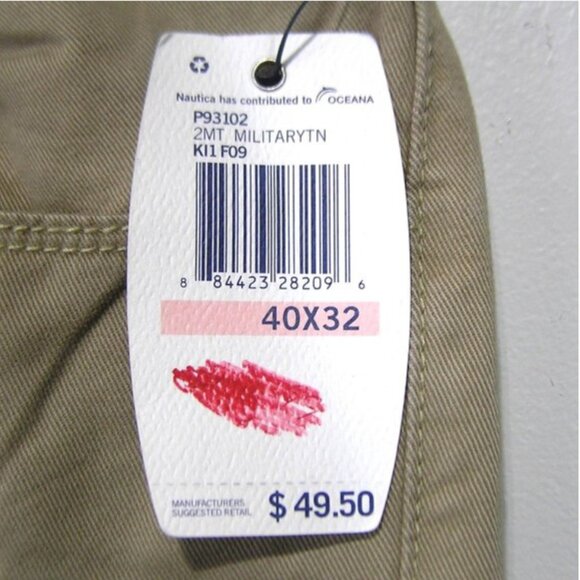 Nautica has contributed to OCEANA
P93102
2MT MILITARYTN
KI1 F09
8 84423 28209 6
40X32
MANUFACTURERS
SUGGESTED RETAIL
$ 49.50